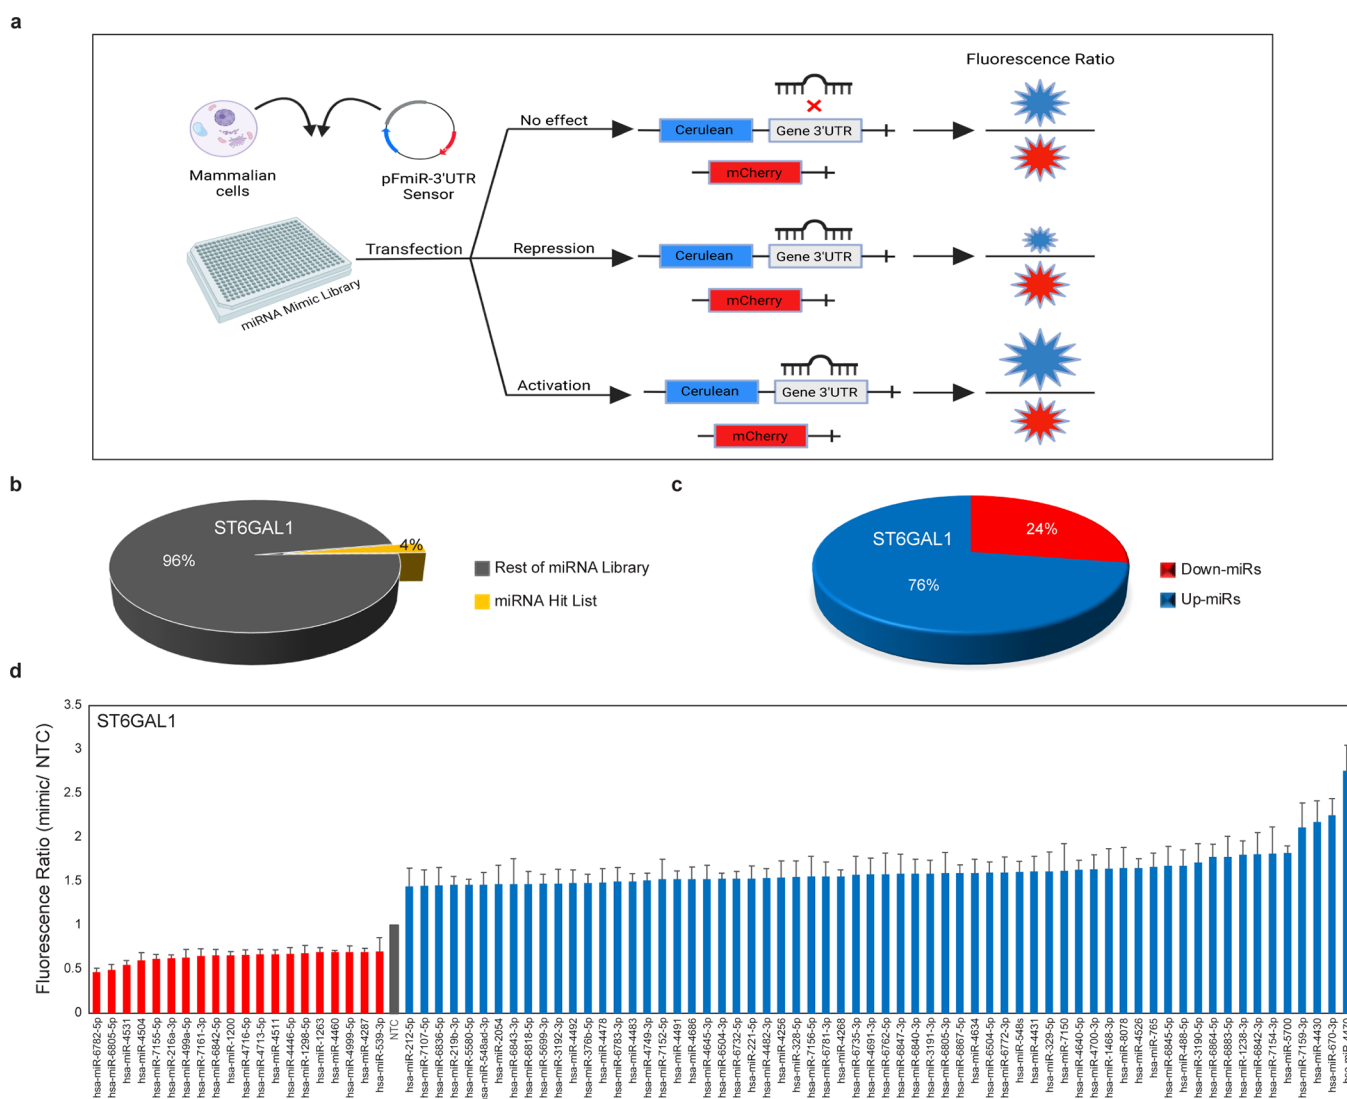 a
Fluorescence Ratio
Mammalian
cells
pFmiR-3'UTR
Sensor
miRNA Mimic Library
Transfection
No effect
Cerulean
Gene 3'UTR
mCherry
Repression
Cerulean
Gene 3'UTR
mCherry
Activation
Cerulean
Gene 3'UTR
mCherry
b
ST6GAL1
96%
4%
Rest of miRNA Library
miRNA Hit List
c
ST6GAL1
24%
76%
Down-miRs
Up-miRs
d
ST6GAL1
Fluorescence Ratio (mimic/ NTC)
3.5
3
2.5
2
1.5
1
0.5
0
hsa-miR-6782-5p
hsa-miR-6805-5p
hsa-miR-4531
hsa-miR-4504
hsa-miR-7155-5p
hsa-miR-216a-3p
hsa-miR-499a-5p
hsa-miR-7161-3p
hsa-miR-6842-5p
hsa-miR-1200
hsa-miR-4716-5p
hsa-miR-4713-5p
hsa-miR-4511
hsa-miR-4446-5p
hsa-miR-1298-5p
hsa-miR-1263
hsa-miR-4460
hsa-miR-4999-5p
hsa-miR-4287
hsa-miR-539-3p
NTC
hsa-miR-212-5p
hsa-miR-7107-5p
hsa-miR-6836-5p
hsa-miR-219b-3p
hsa-miR-5580-5p
sa-miR-548ad-3p
hsa-miR-2054
hsa-miR-6843-3p
hsa-miR-6818-5p
hsa-miR-5699-3p
hsa-miR-3192-3p
hsa-miR-4492
hsa-miR-376b-5p
hsa-miR-4478
hsa-miR-6783-3p
hsa-miR-4483
hsa-miR-4749-3p
hsa-miR-7152-5p
hsa-miR-4491
hsa-miR-4686
hsa-miR-4645-3p
hsa-miR-6504-3p
hsa-miR-6732-5p
hsa-miR-221-5p
hsa-miR-4482-3p
hsa-miR-4256
hsa-miR-328-5p
hsa-miR-7156-5p
hsa-miR-6781-3p
hsa-miR-4268
hsa-miR-6735-3p
hsa-miR-4691-3p
hsa-miR-6762-5p
hsa-miR-6847-3p
hsa-miR-6840-3p
hsa-miR-3191-3p
hsa-miR-6805-3p
hsa-miR-6867-5p
hsa-miR-4634
hsa-miR-6504-5p
hsa-miR-6772-3p
hsa-miR-548s
hsa-miR-4431
hsa-miR-329-5p
hsa-miR-7150
hsa-miR-4640-5p
hsa-miR-4700-3p
hsa-miR-1468-3p
hsa-miR-8078
hsa-miR-4526
hsa-miR-765
hsa-miR-6845-5p
hsa-miR-488-5p
hsa-miR-3190-5p
hsa-miR-6864-5p
hsa-miR-6883-5p
hsa-miR-1238-3p
hsa-miR-6842-3p
hsa-miR-7154-3p
hsa-miR-5700
hsa-miR-7159-3p
hsa-miR-4430
hsa-miR-670-3p